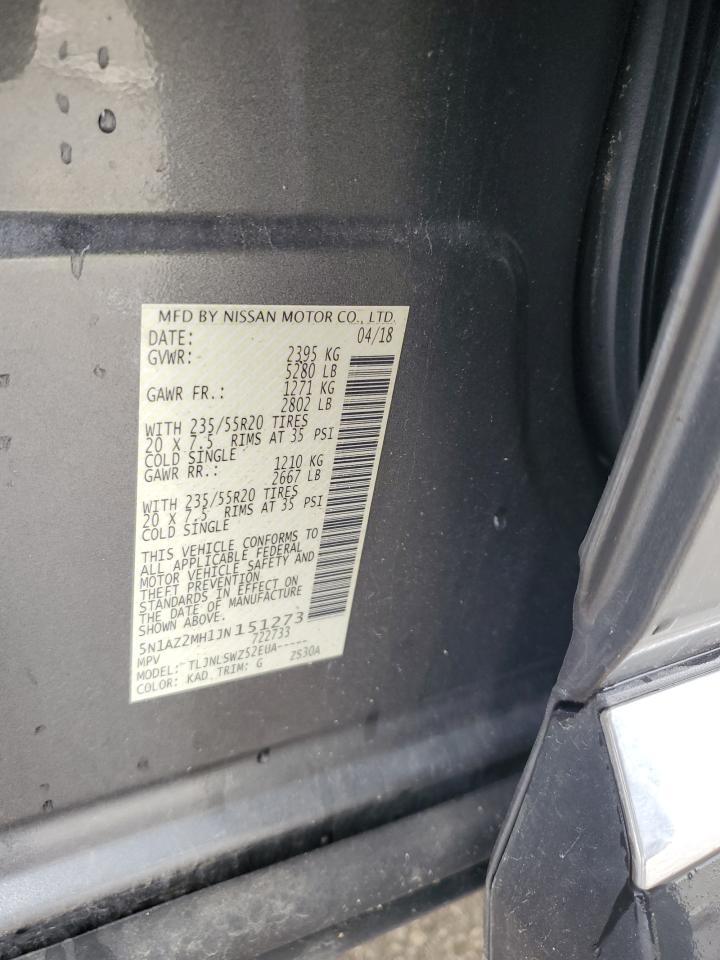 MFD BY NISSAN MOTOR CO., LTD.
DATE: 04/18
GVWR: 2395 KG
5280 LB
GAWR FR.: 1271 KG
2802 LB
WITH 235/55R20 TIRES
20 X 7.5 RIMS AT 35 PSI
COLD SINGLE
GAWR RR.: 1210 KG
2667 LB
WITH 235/55R20 TIRES
20 X 7.5 RIMS AT 35 PSI
COLD SINGLE
THIS VEHICLE CONFORMS TO
ALL APPLICABLE FEDERAL
MOTOR VEHICLE SAFETY AND
THEFT PREVENTION
STANDARDS IN EFFECT ON
THE DATE OF MANUFACTURE
SHOWN ABOVE.
5N1AZ2MH1JN151273
MPV 722733
MODEL: TLJNLSWZ52EUA-----
COLOR: KAD TRIM: G Z530A